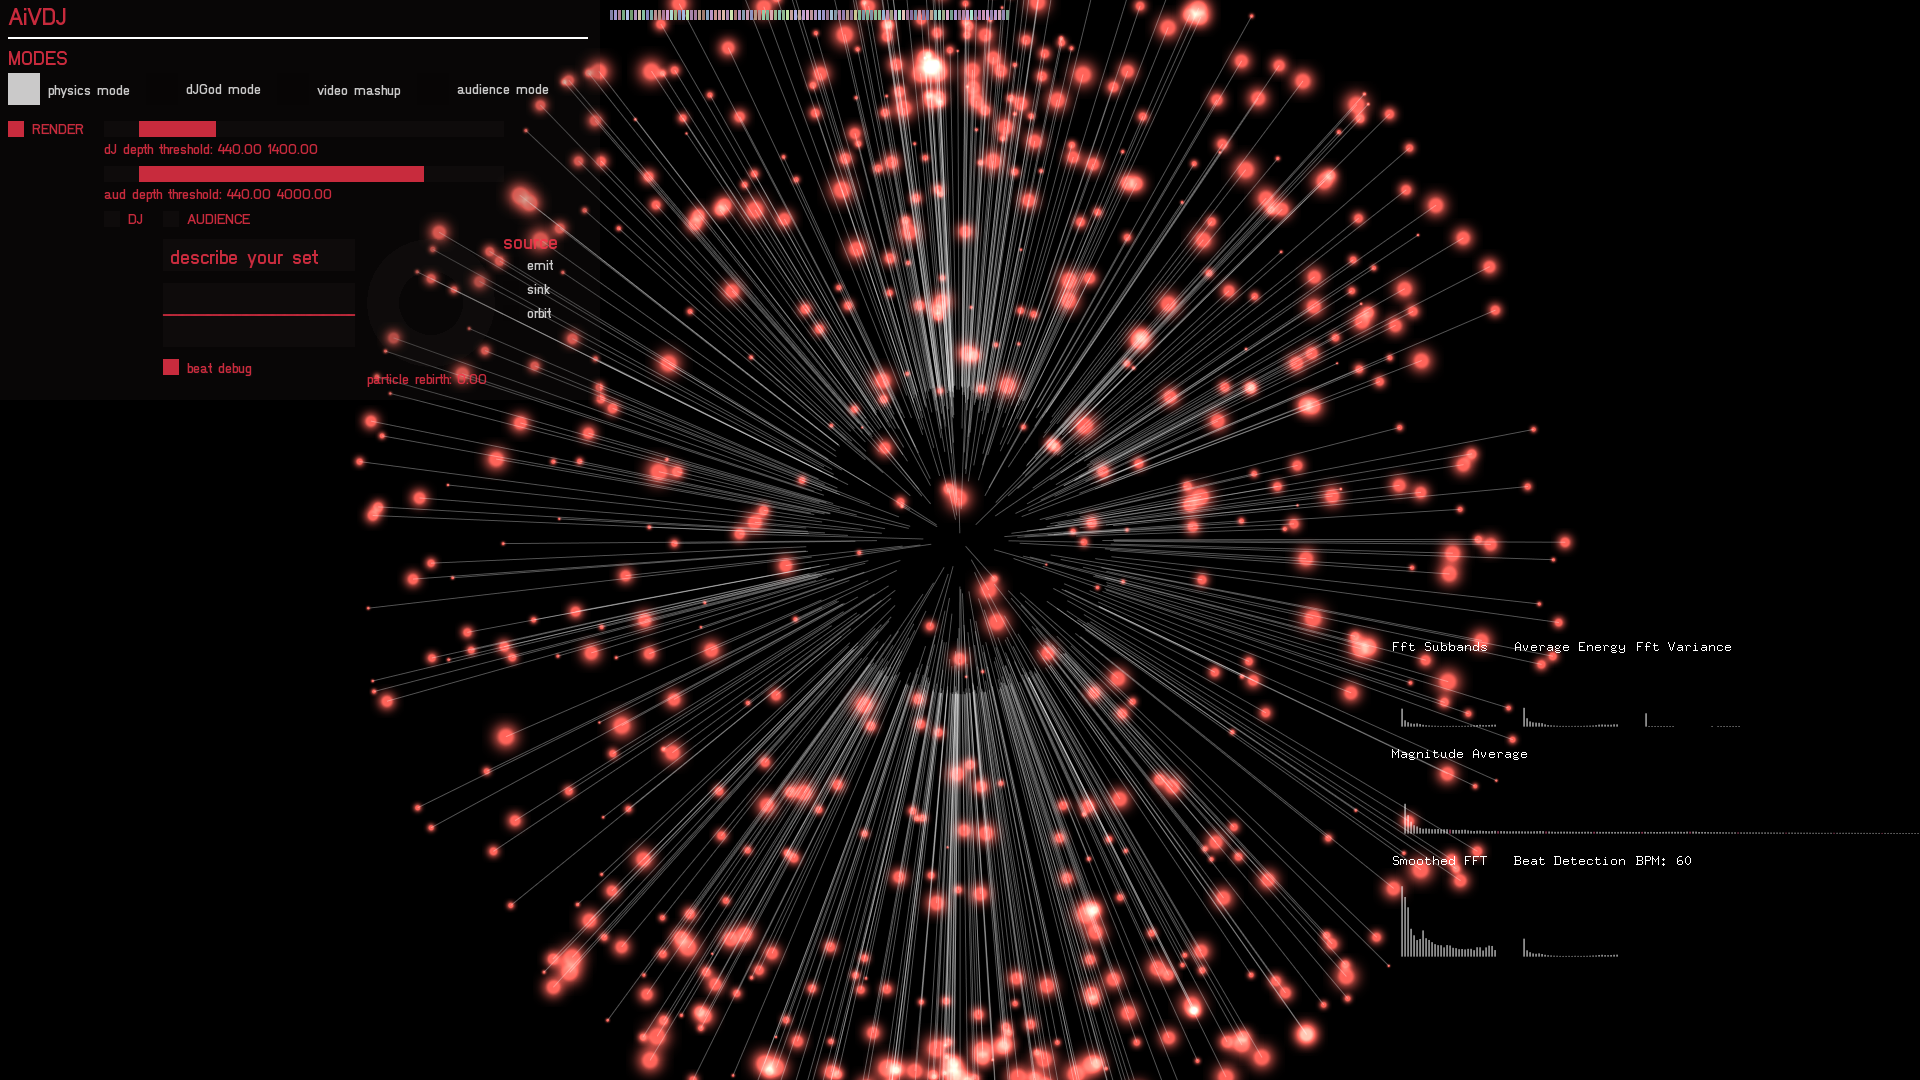 AiVDJ
MODES
physics mode
dJGod mode
video mashup
audience mode
RENDER
dJ depth threshold: 440.00 1400.00
aud depth threshold: 440.00 4000.00
DJ
AUDIENCE
describe your set
source
emit
sink
orbit
beat debug
particle rebirth: 0.00
Fft Subbands
Average Energy
Fft Variance
Magnitude Average
Smoothed FFT
Beat Detection
BPM: 60